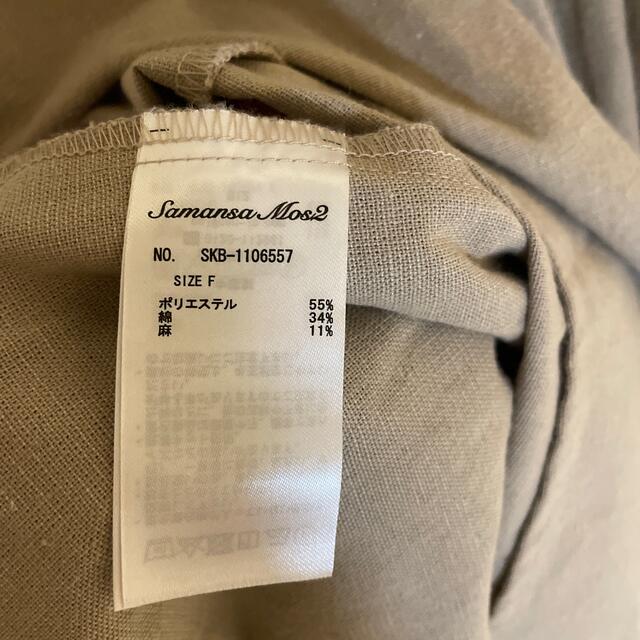 Samansa Mos2
NO. SKB-1106557
SIZE F
ポリエステル 55%
綿 34%
麻 11%